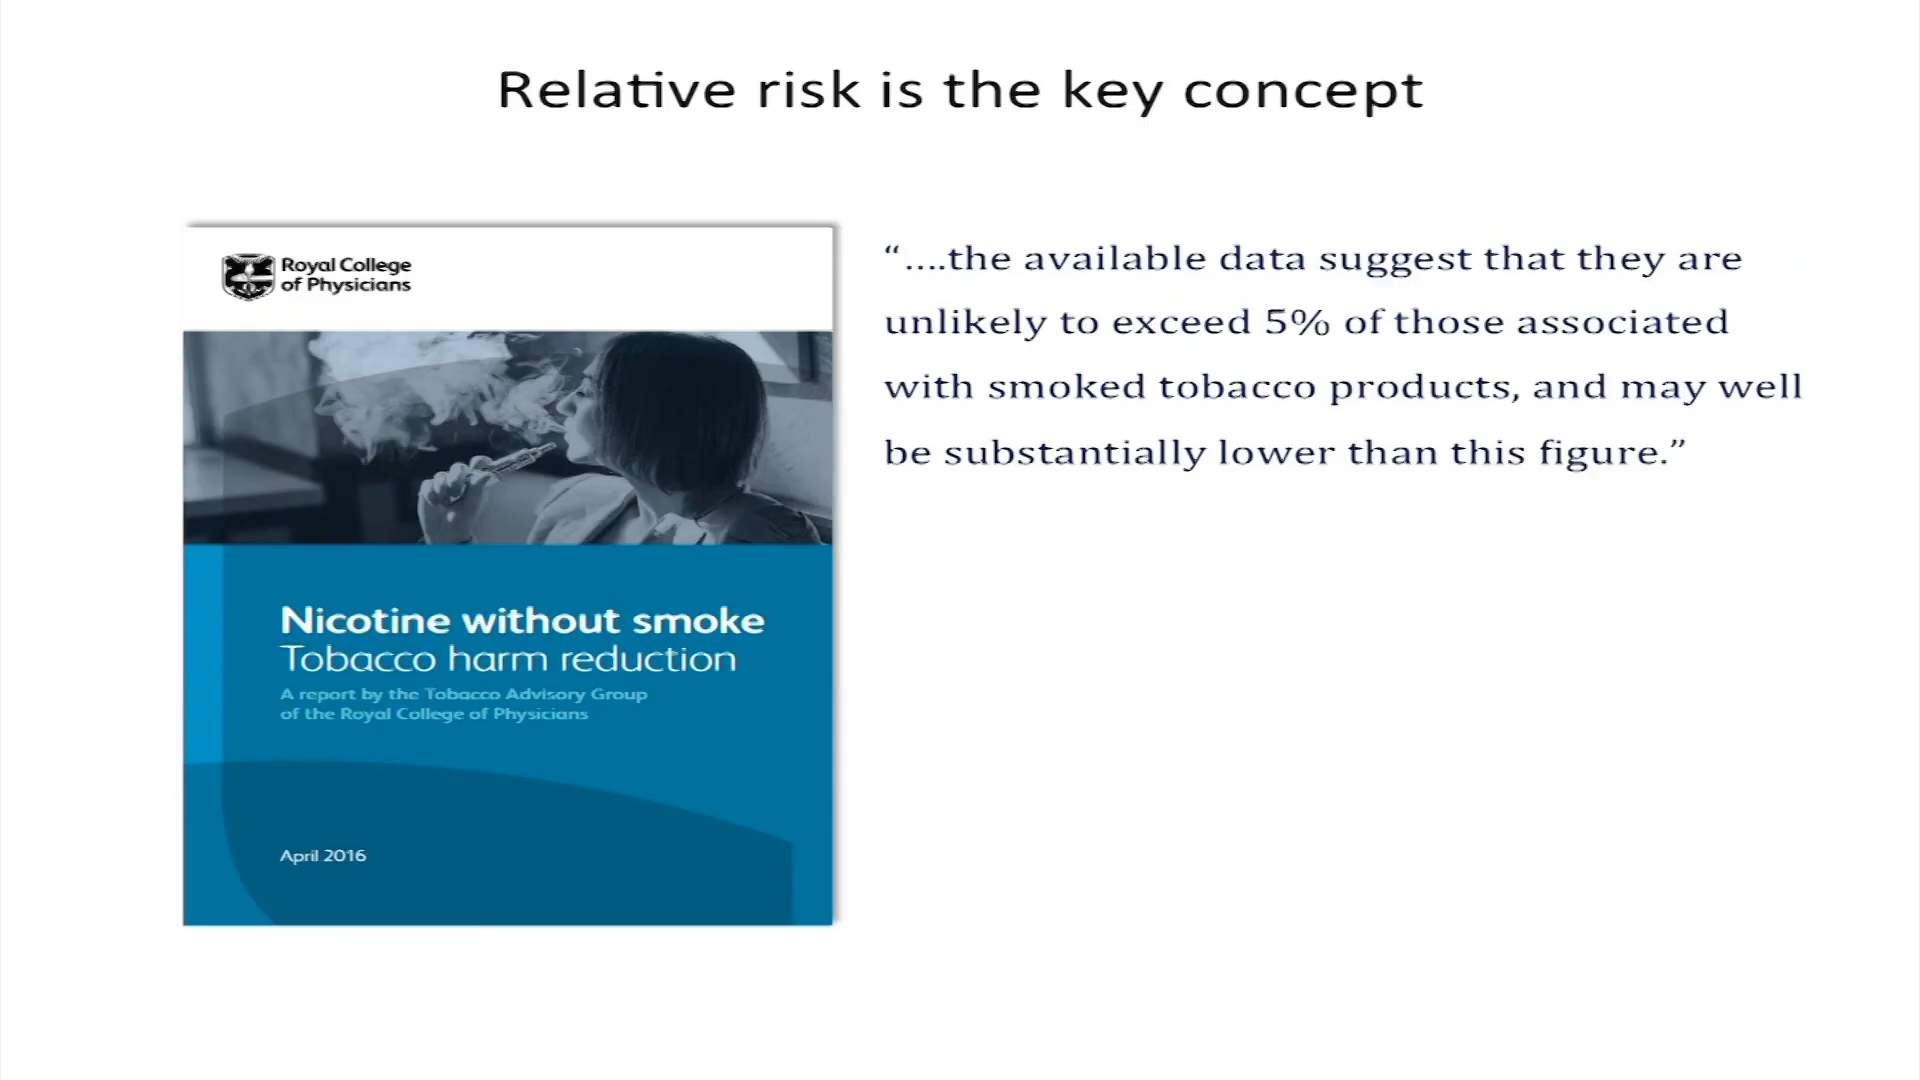 Relative risk is the key concept
Royal College
of Physicians
Nicotine without smoke
Tobacco harm reduction
A report by the Tobacco Advisory Group
of the Royal College of Physicians
April 2016
“....the available data suggest that they are
unlikely to exceed 5% of those associated
with smoked tobacco products, and may well
be substantially lower than this figure.”